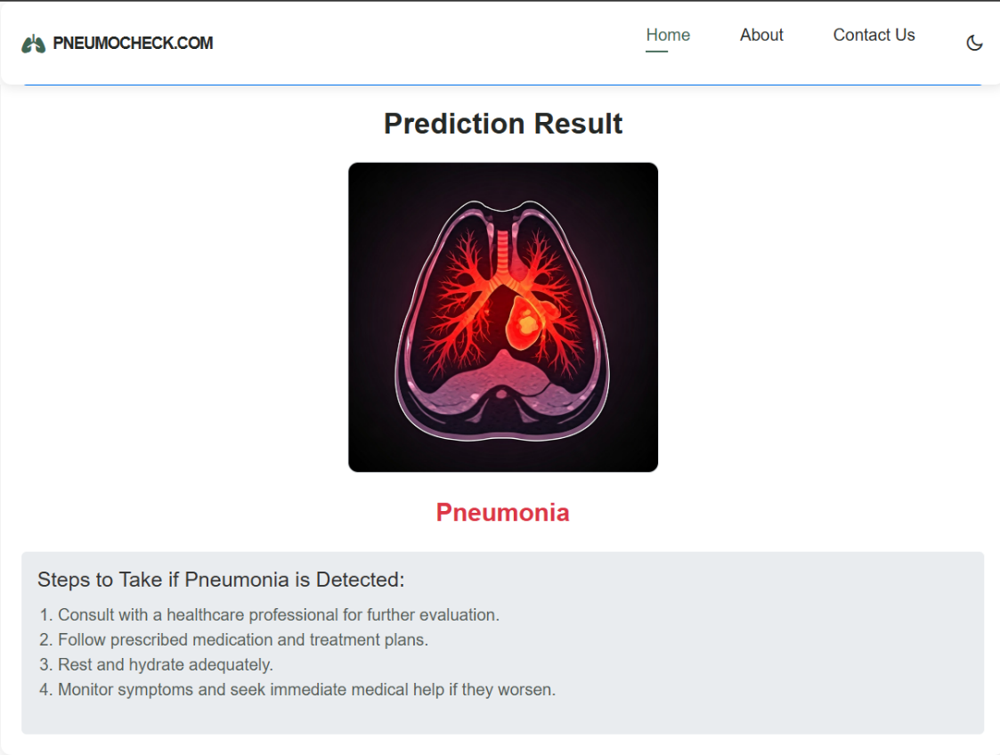 PNEUMOCHECK.COM
Home
About
Contact Us
Prediction Result
Pneumonia
Steps to Take if Pneumonia is Detected:
1. Consult with a healthcare professional for further evaluation.
2. Follow prescribed medication and treatment plans.
3. Rest and hydrate adequately.
4. Monitor symptoms and seek immediate medical help if they worsen.